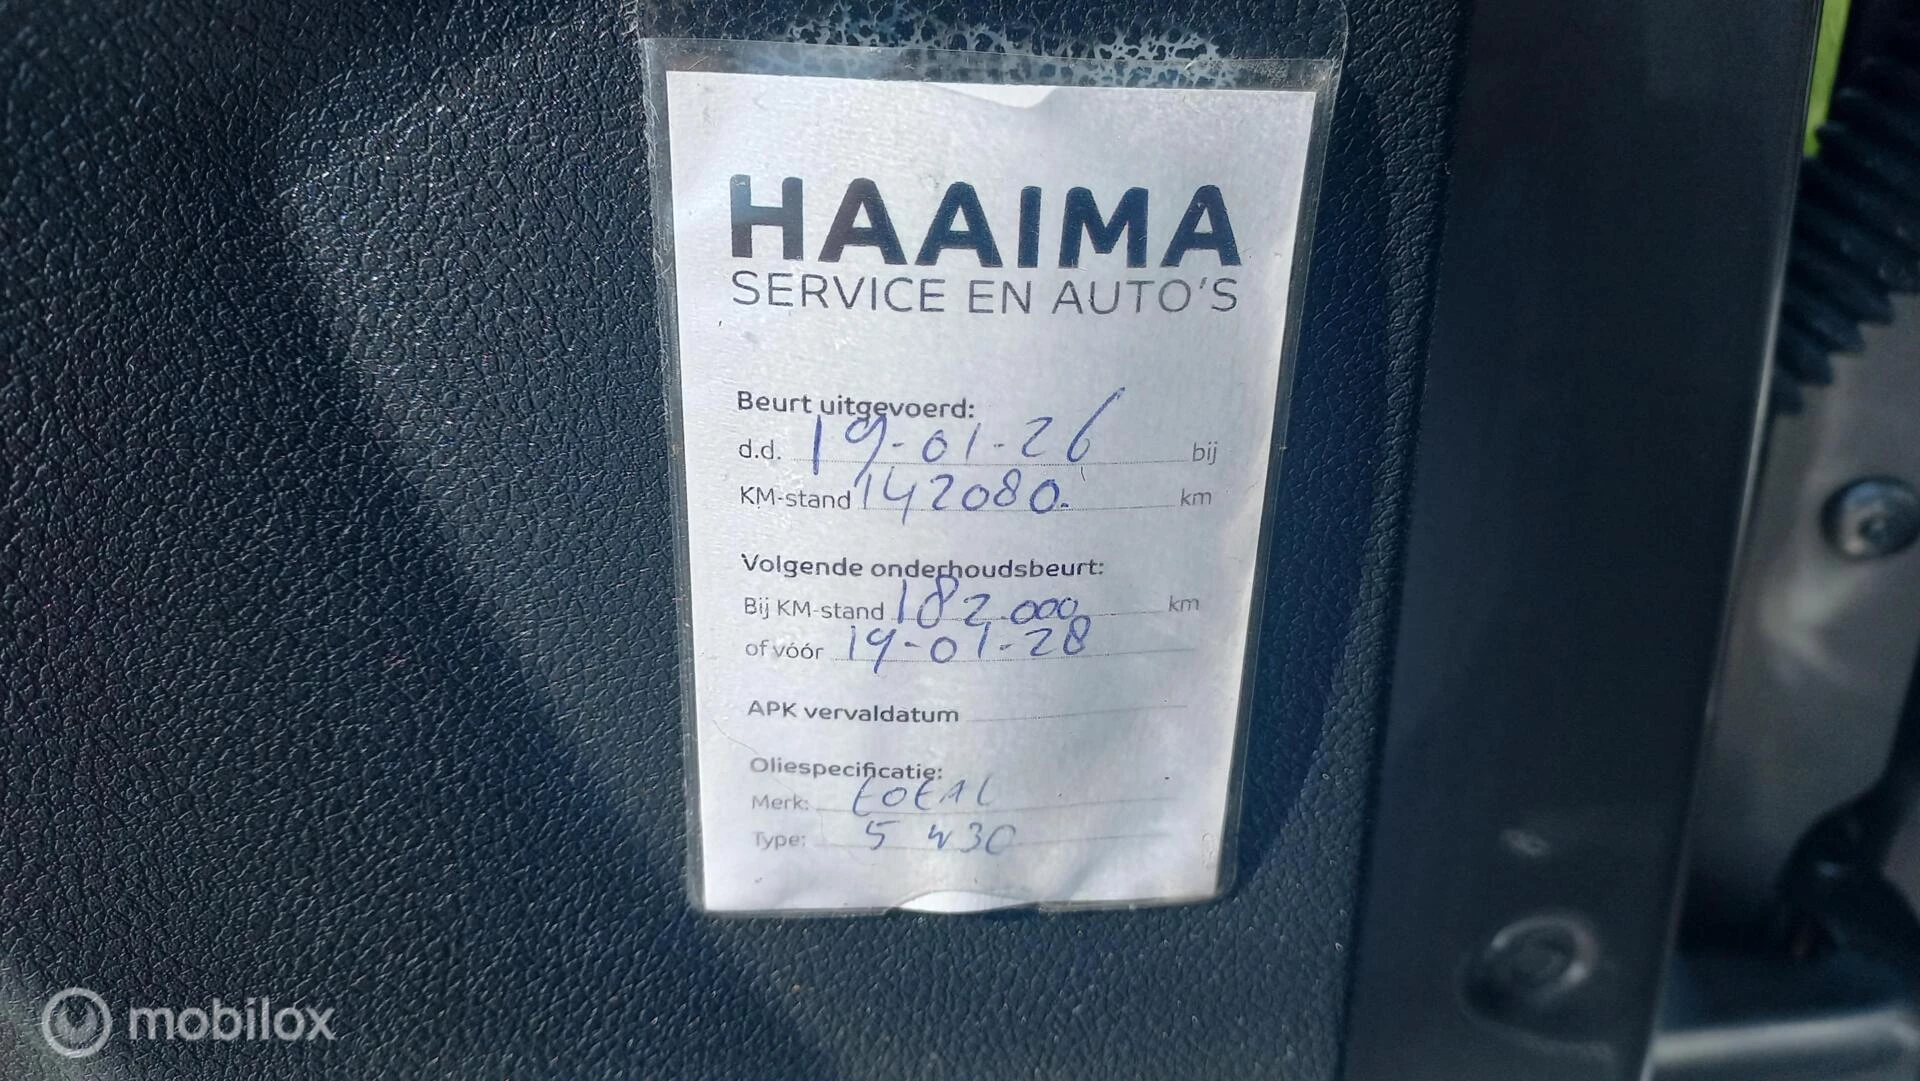 HAAIMA
SERVICE EN AUTO'S
Beurt uitgevoerd:
d.d. 19-01-26 bij
KM-stand 142080. km
Volgende onderhoudsbeurt:
Bij KM-stand 182.000 km
of vóór 19-01-28
APK vervaldatum
Oliespecificatie:
Merk: total
Type: 5 w30
mobilox